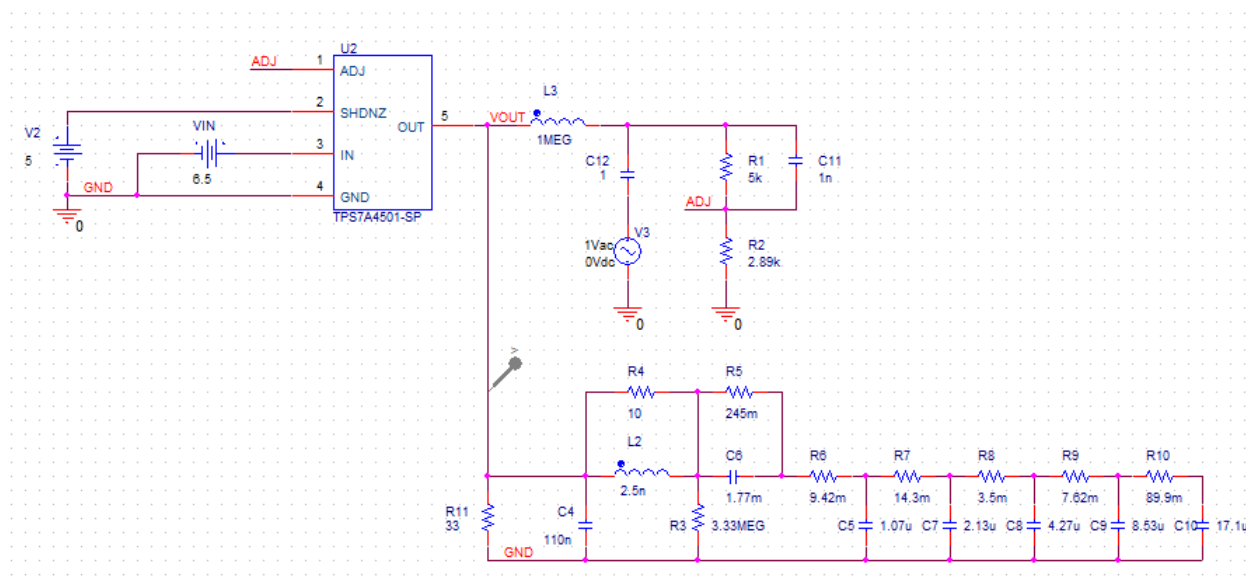 U2
ADJ
1
ADJ
2
SHDNZ
V2
5
VIN
6.5
3
IN
OUT
5
VOUT
GND
4
GND
TPS7A4501-SP
0
L3
1MEG
C12
1
R1
5k
C11
1n
ADJ
V3
1Vac
0Vdc
R2
2.89k
0
0
>
R4
10
R5
245m
L2
2.5n
C6
1.77m
R6
9.42m
R7
14.3m
R8
3.5m
R9
7.62m
R10
89.9m
R11
33
C4
110n
R3
3.33MEG
C5
1.07u
C7
2.13u
C8
4.27u
C9
8.53u
C10
17.1u
GND